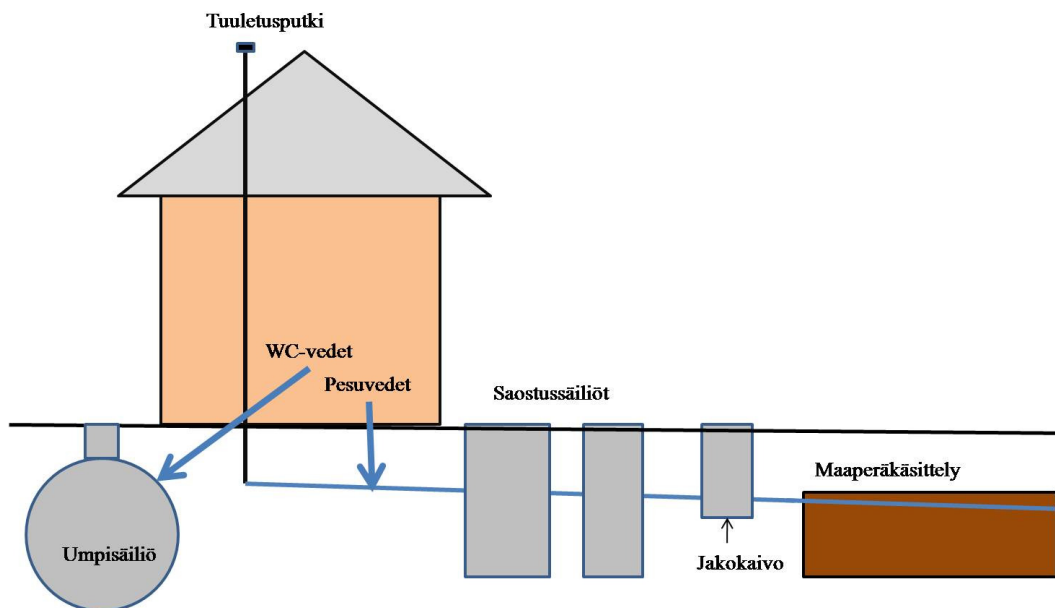 Tuuletusputki
WC-vedet
Pesuvedet
Saostussäiliöt
Maaperäkäsittely
Umpisäiliö
Jakokaivo